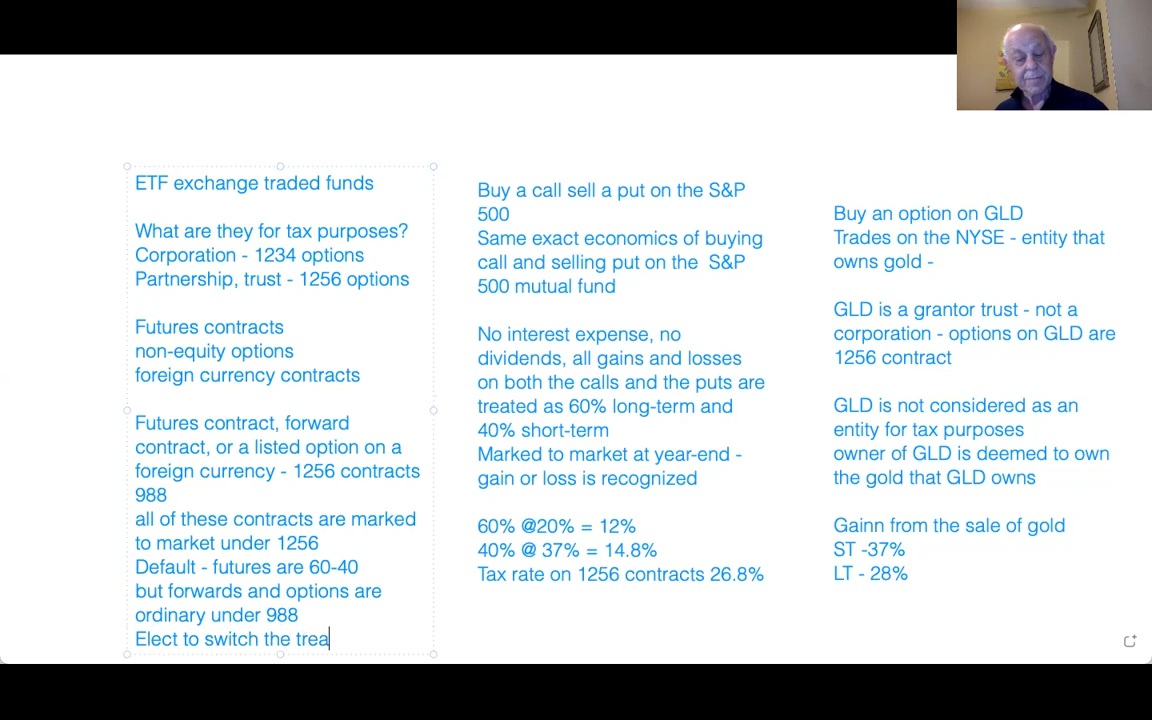 ETF exchange traded funds
What are they for tax purposes?
Corporation - 1234 options
Partnership, trust - 1256 options
Futures contracts
non-equity options
foreign currency contracts
Futures contract, forward
contract, or a listed option on a
foreign currency - 1256 contracts
988
all of these contracts are marked
to market under 1256
Default - futures are 60-40
but forwards and options are
ordinary under 988
Elect to switch the trea
Buy a call sell a put on the S&P
500
Same exact economics of buying
call and selling put on the S&P
500 mutual fund
No interest expense, no
dividends, all gains and losses
on both the calls and the puts are
treated as 60% long-term and
40% short-term
Marked to market at year-end -
gain or loss is recognized
60% @20% = 12%
40% @ 37% = 14.8%
Tax rate on 1256 contracts 26.8%
Buy an option on GLD
Trades on the NYSE - entity that
owns gold -
GLD is a grantor trust - not a
corporation - options on GLD are
1256 contract
GLD is not considered as an
entity for tax purposes
owner of GLD is deemed to own
the gold that GLD owns
Gainn from the sale of gold
ST -37%
LT - 28%